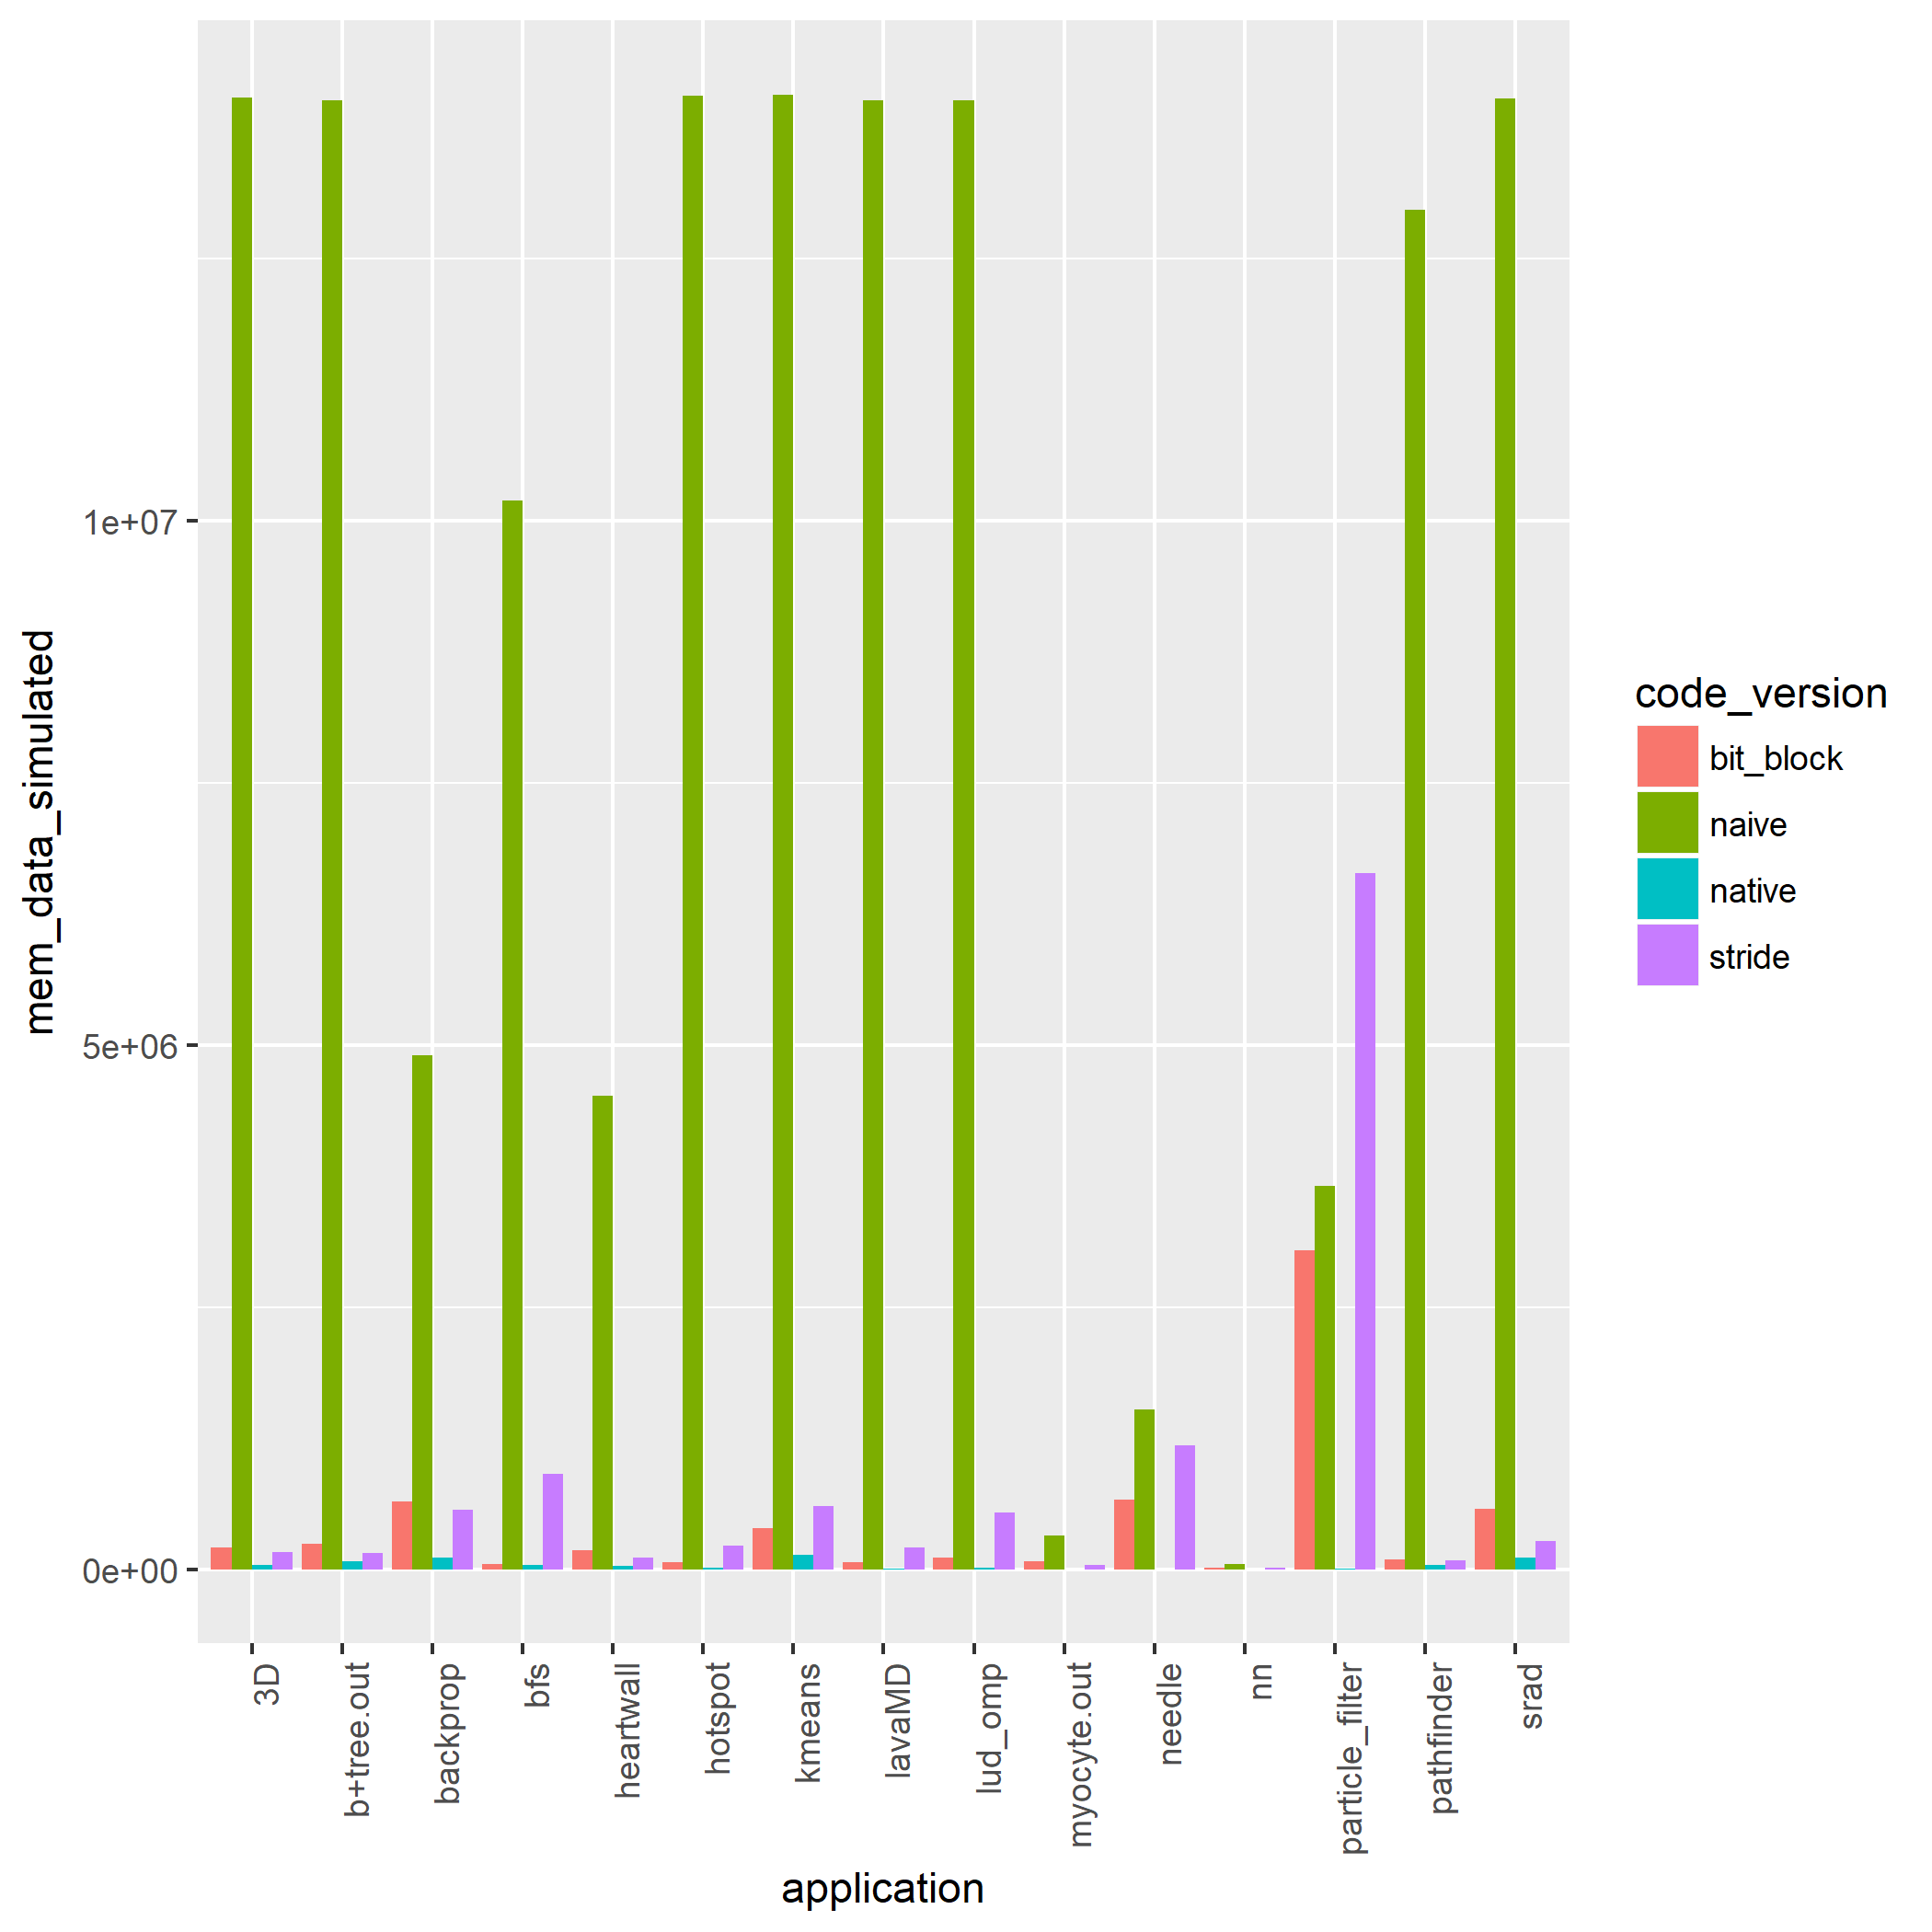 mem_data_simulated
1e+07
5e+06
0e+00
3D
b+tree.out
backprop
bfs
heartwall
hotspot
kmeans
lavaMD
lud_omp
myocyte.out
needle
nn
particle_filter
pathfinder
srad
application
code_version
bit_block
naive
native
stride